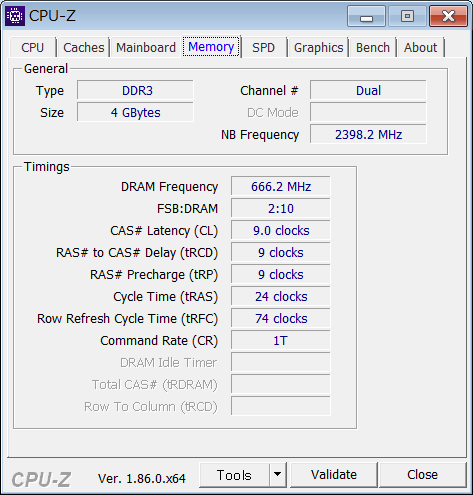 CPU-Z
CPU Caches Mainboard Memory SPD Graphics Bench About
General
Type DDR3 Channel # Dual
Size 4 GBytes DC Mode
NB Frequency 2398.2 MHz
Timings
DRAM Frequency 666.2 MHz
FSB:DRAM 2:10
CAS# Latency (CL) 9.0 clocks
RAS# to CAS# Delay (tRCD) 9 clocks
RAS# Precharge (tRP) 9 clocks
Cycle Time (tRAS) 24 clocks
Row Refresh Cycle Time (tRFC) 74 clocks
Command Rate (CR) 1T
DRAM Idle Timer
Total CAS# (tRDRAM)
Row To Column (tRCD)
CPU-Z Ver. 1.86.0.x64 Tools Validate Close